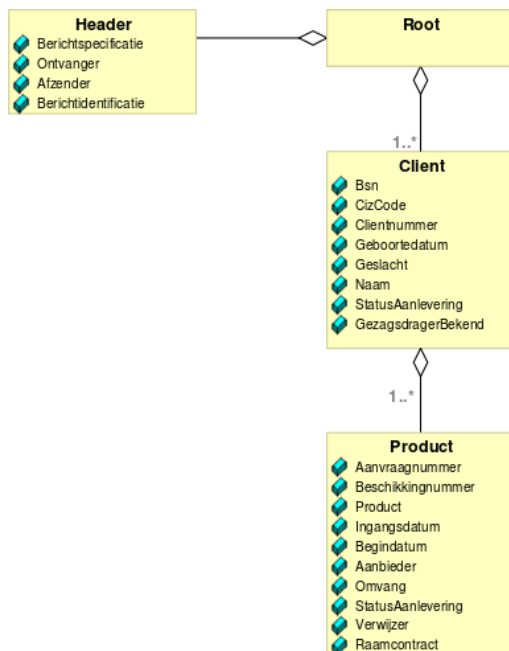 Header
Berichtspecificatie
Ontvanger
Afzender
Berichtidentificatie
Root
1..*
Client
Bsn
CizCode
Clientnummer
Geboortedatum
Geslacht
Naam
StatusAanlevering
GezagsdragerBekend
1..*
Product
Aanvraagnummer
Beschikkingnummer
Product
Ingangsdatum
Begindatum
Aanbieder
Omvang
StatusAanlevering
Verwijzer
Raamcontract